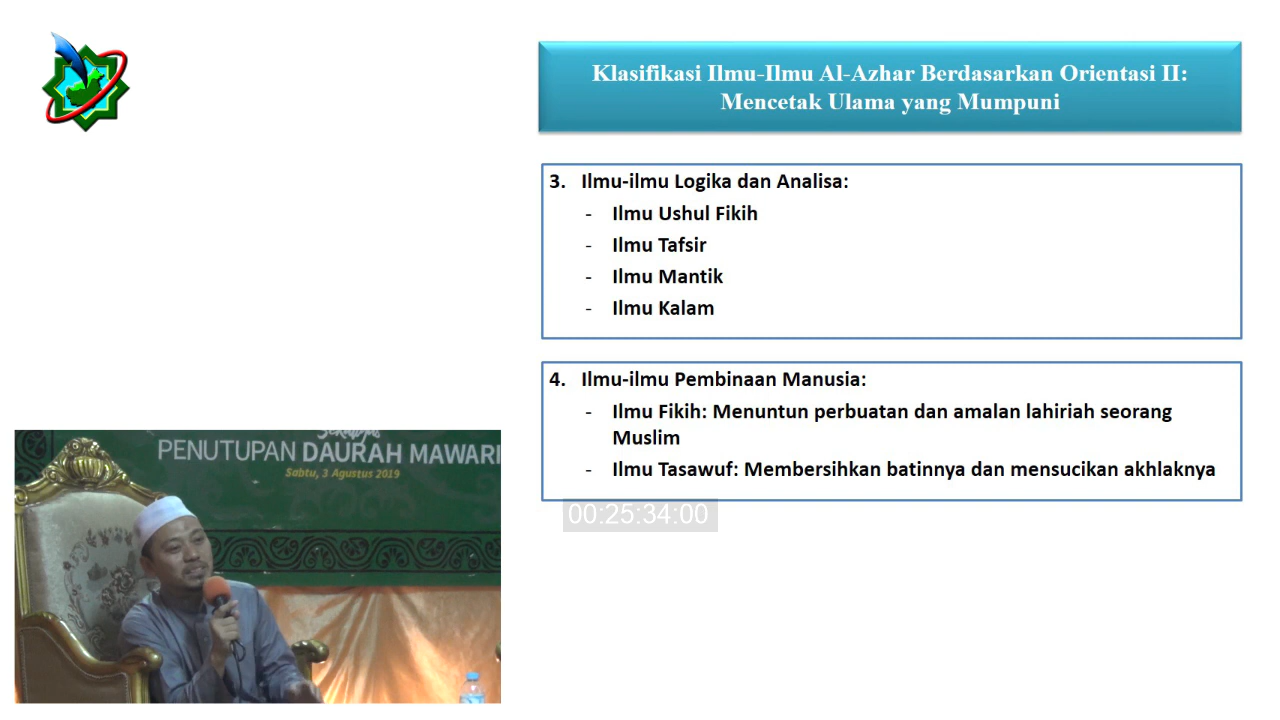 Klasifikasi Ilmu-Ilmu Al-Azhar Berdasarkan Orientasi II:
Mencetak Ulama yang Mumpuni
3. Ilmu-ilmu Logika dan Analisa:
- Ilmu Ushul Fikih
- Ilmu Tafsir
- Ilmu Mantik
- Ilmu Kalam
4. Ilmu-ilmu Pembinaan Manusia:
- Ilmu Fikih: Menuntun perbuatan dan amalan lahiriah seorang
Muslim
- Ilmu Tasawuf: Membersihkan batinnya dan mensucikan akhlaknya
00:25:34:00
PENUTUPAN DAURAH MAWARI
Sabtu, 3 Agustus 2019